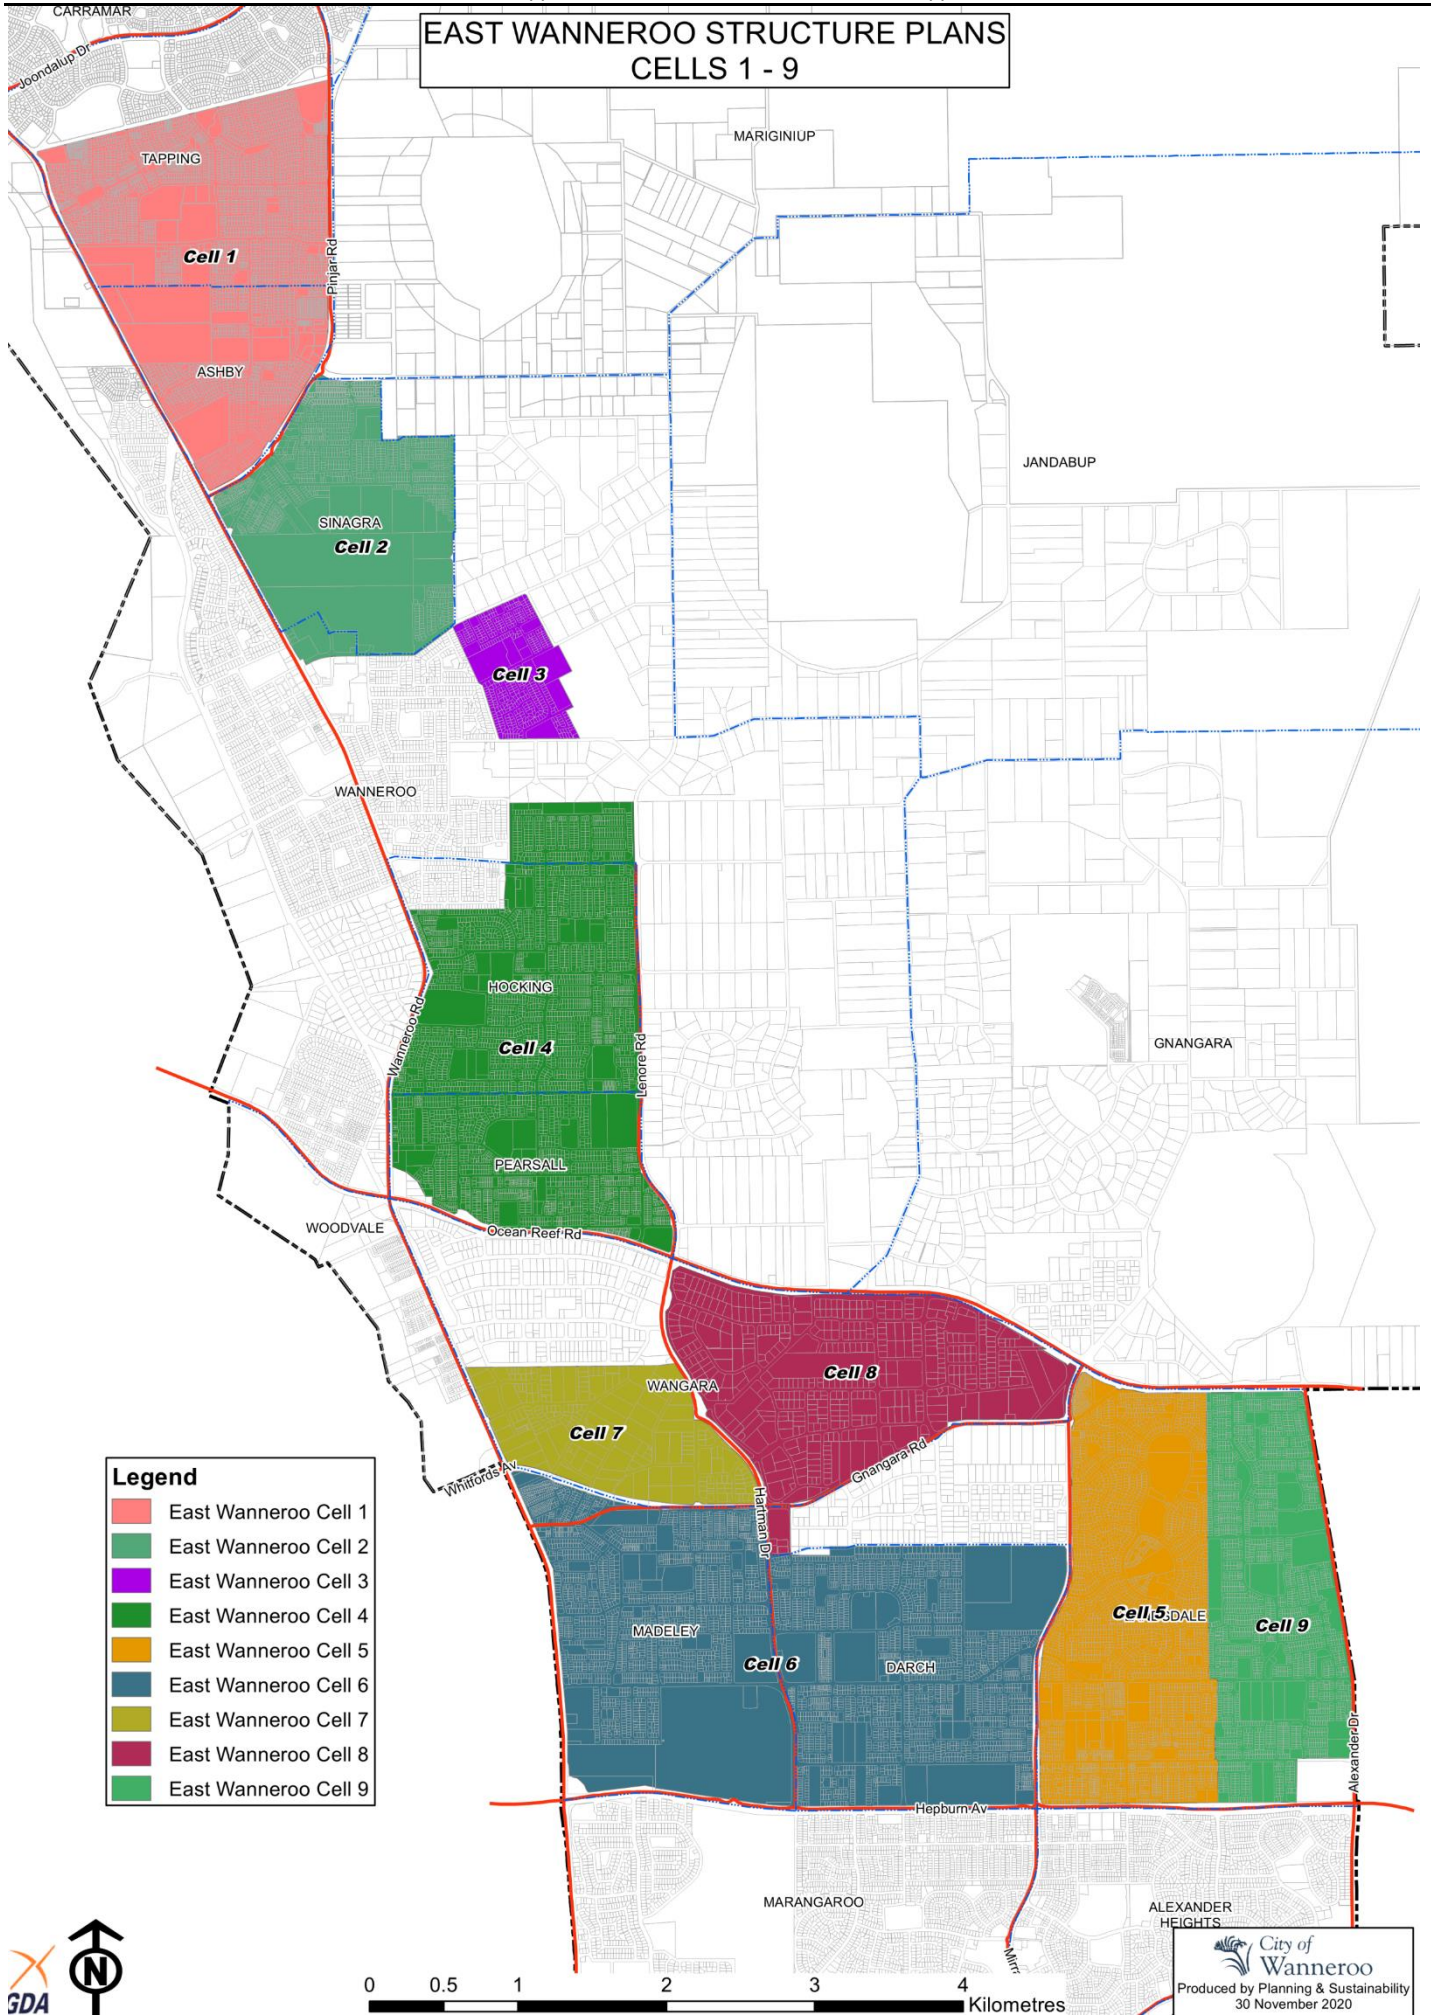 EAST WANNEROO STRUCTURE PLANS
CELLS 1 - 9
CARRAMAR
Joondalup Dr
MARIGINIUP
TAPPING
Cell 1
Pinjar Rd
ASHBY
JANDABUP
SINAGRA
Cell 2
Cell 3
WANNEROO
HOCKING
Wanneroo Rd
Cell 4
Lenore Rd
GNANGARA
PEARSALL
WOODVALE
Ocean Reef Rd
Cell 8
WANGARA
Cell 7
Gnangara Rd
Whitfords Av
Hartman Dr
Cell 5
SDALE
Cell 9
MADELEY
Cell 6
DARCH
Alexander Dr
Hepburn Av
MARANGAROO
ALEXANDER
HEIGHTS
Mirra
Legend
East Wanneroo Cell 1
East Wanneroo Cell 2
East Wanneroo Cell 3
East Wanneroo Cell 4
East Wanneroo Cell 5
East Wanneroo Cell 6
East Wanneroo Cell 7
East Wanneroo Cell 8
East Wanneroo Cell 9
GDA
N
0 0.5 1 2 3 4
Kilometres
City of
Wanneroo
Produced by Planning & Sustainability
30 November 2020